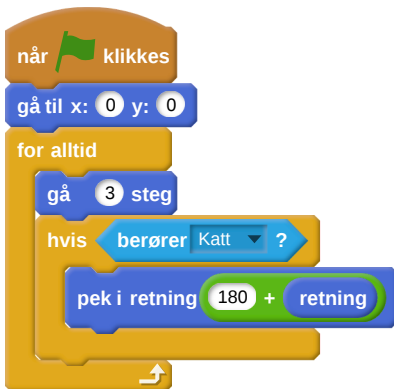 når klikkes
gå til x: 0 y: 0
for alltid
gå 3 steg
hvis berører Katt ?
pek i retning 180 + retning